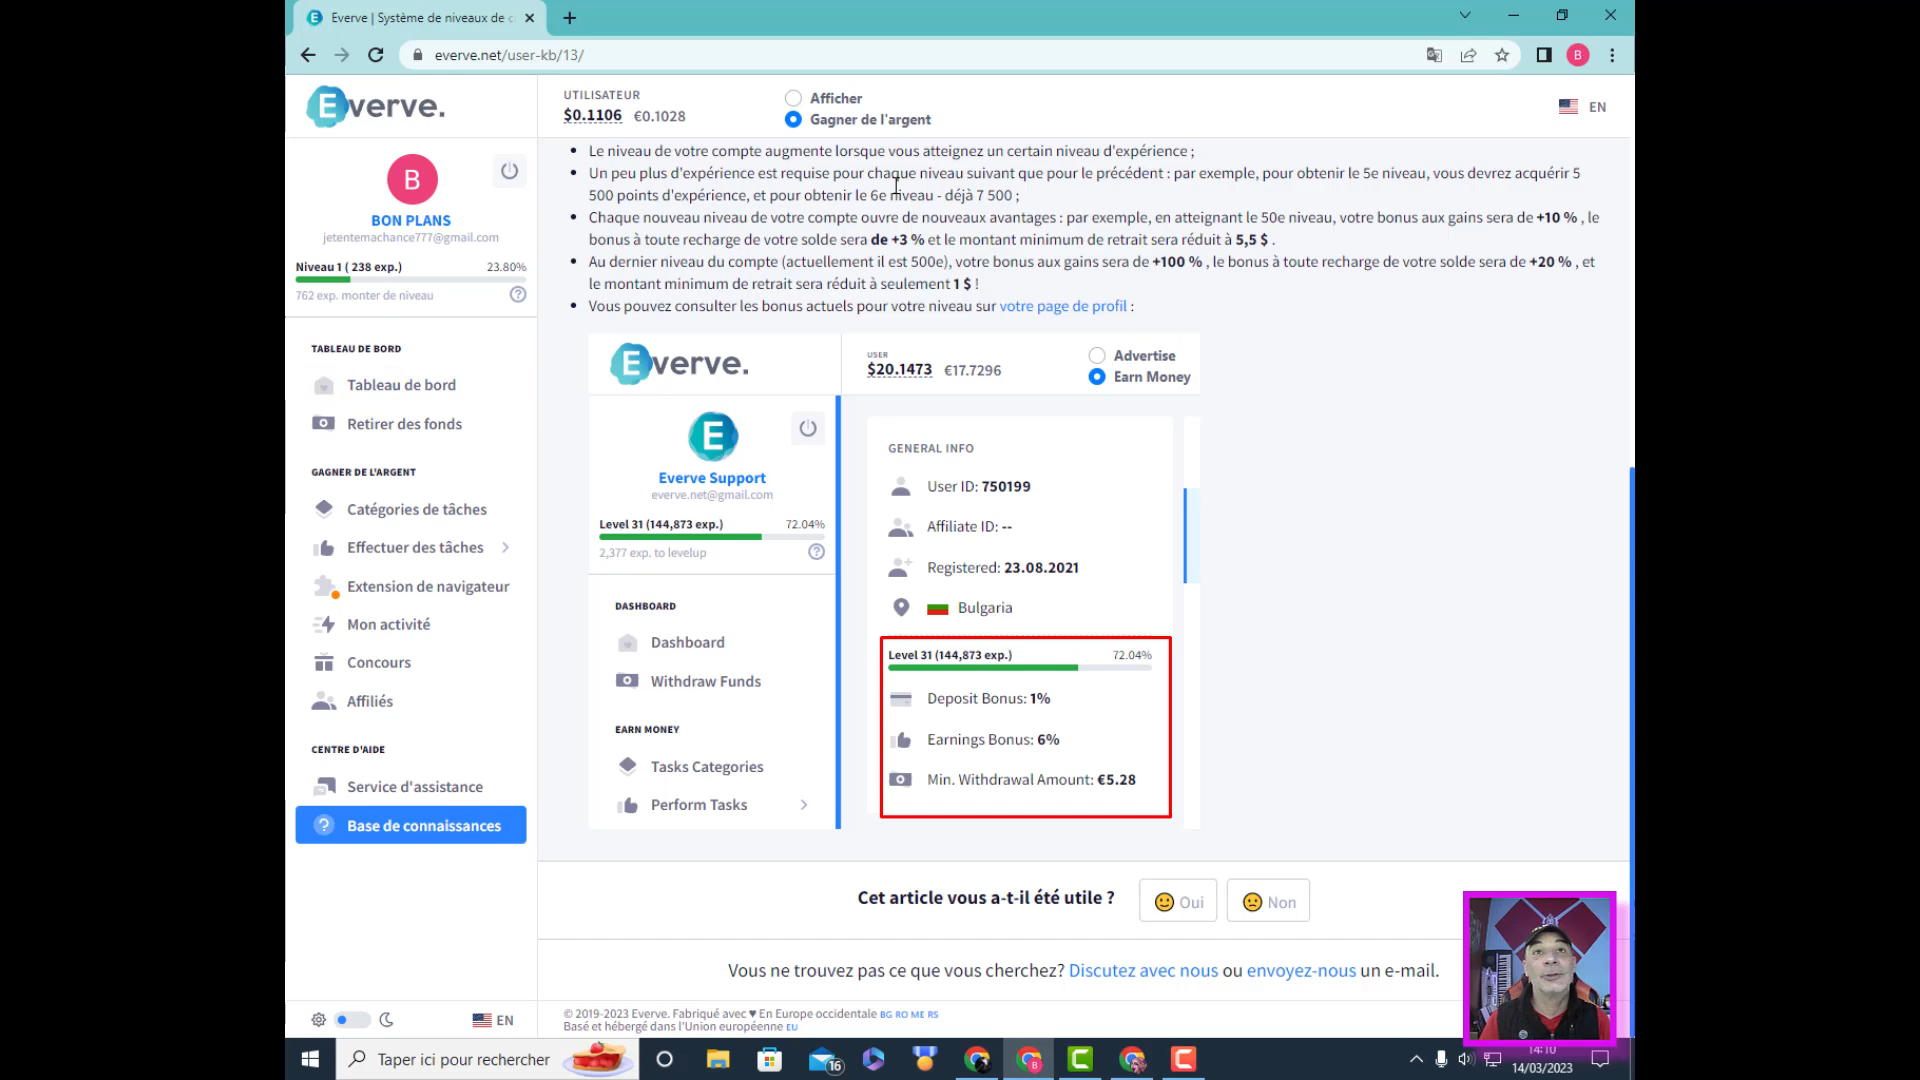 Everve | Système de niveaux de c
everve.net/user-kb/13/
B
Everve.
UTILISATEUR
$0.1106 €0.1028
Afficher
Gagner de l'argent
EN
B
BON PLANS
jetentemachance777@gmail.com
Niveau 1 ( 238 exp.) 23.80%
762 exp. monter de niveau
TABLEAU DE BORD
Tableau de bord
Retirer des fonds
GAGNER DE L'ARGENT
Catégories de tâches
Effectuer des tâches
Extension de navigateur
Mon activité
Concours
Affiliés
CENTRE D'AIDE
Service d'assistance
Base de connaissances
EN
Le niveau de votre compte augmente lorsque vous atteignez un certain niveau d'expérience ;
Un peu plus d'expérience est requise pour chaque niveau suivant que pour le précédent : par exemple, pour obtenir le 5e niveau, vous devrez acquérir 5
500 points d'expérience, et pour obtenir le 6e niveau - déjà 7 500 ;
Chaque nouveau niveau de votre compte ouvre de nouveaux avantages : par exemple, en atteignant le 50e niveau, votre bonus aux gains sera de +10 % , le
bonus à toute recharge de votre solde sera de +3 % et le montant minimum de retrait sera réduit à 5,5 $ .
Au dernier niveau du compte (actuellement il est 500e), votre bonus aux gains sera de +100 % , le bonus à toute recharge de votre solde sera de +20 % , et
le montant minimum de retrait sera réduit à seulement 1 $ !
Vous pouvez consulter les bonus actuels pour votre niveau sur votre page de profil :
Everve.
USER
$20.1473 €17.7296
Advertise
Earn Money
E
Everve Support
everve.net@gmail.com
Level 31 (144,873 exp.) 72.04%
2,377 exp. to levelup
DASHBOARD
Dashboard
Withdraw Funds
EARN MONEY
Tasks Categories
Perform Tasks
GENERAL INFO
User ID: 750199
Affiliate ID: --
Registered: 23.08.2021
Bulgaria
Level 31 (144,873 exp.) 72.04%
Deposit Bonus: 1%
Earnings Bonus: 6%
Min. Withdrawal Amount: €5.28
Cet article vous a-t-il été utile ?
Oui
Non
Vous ne trouvez pas ce que vous cherchez? Discutez avec nous ou envoyez-nous un e-mail.
© 2019-2023 Everve. Fabriqué avec ♥ En Europe occidentale BG RO ME RS
Basé et hébergé dans l'Union européenne EU
Taper ici pour rechercher
16
14:10
14/03/2023